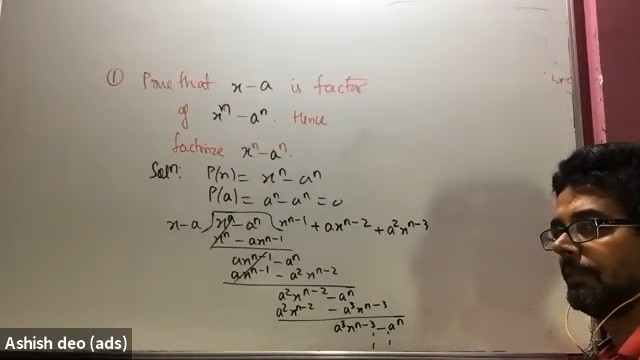 ① Prove that x-a is factor
of xⁿ-aⁿ. Hence
factorize xⁿ-aⁿ.
Solⁿ: P(x) = xⁿ-aⁿ
P(a) = aⁿ-aⁿ = 0
x-a) xⁿ-aⁿ ( xⁿ⁻¹ + axⁿ⁻² + a²xⁿ⁻³
xⁿ - axⁿ⁻¹
axⁿ⁻¹ - aⁿ
axⁿ⁻¹ - a²xⁿ⁻²
a²xⁿ⁻² - aⁿ
a²xⁿ⁻² - a³xⁿ⁻³
a³xⁿ⁻³ - aⁿ
Ashish deo (ads)